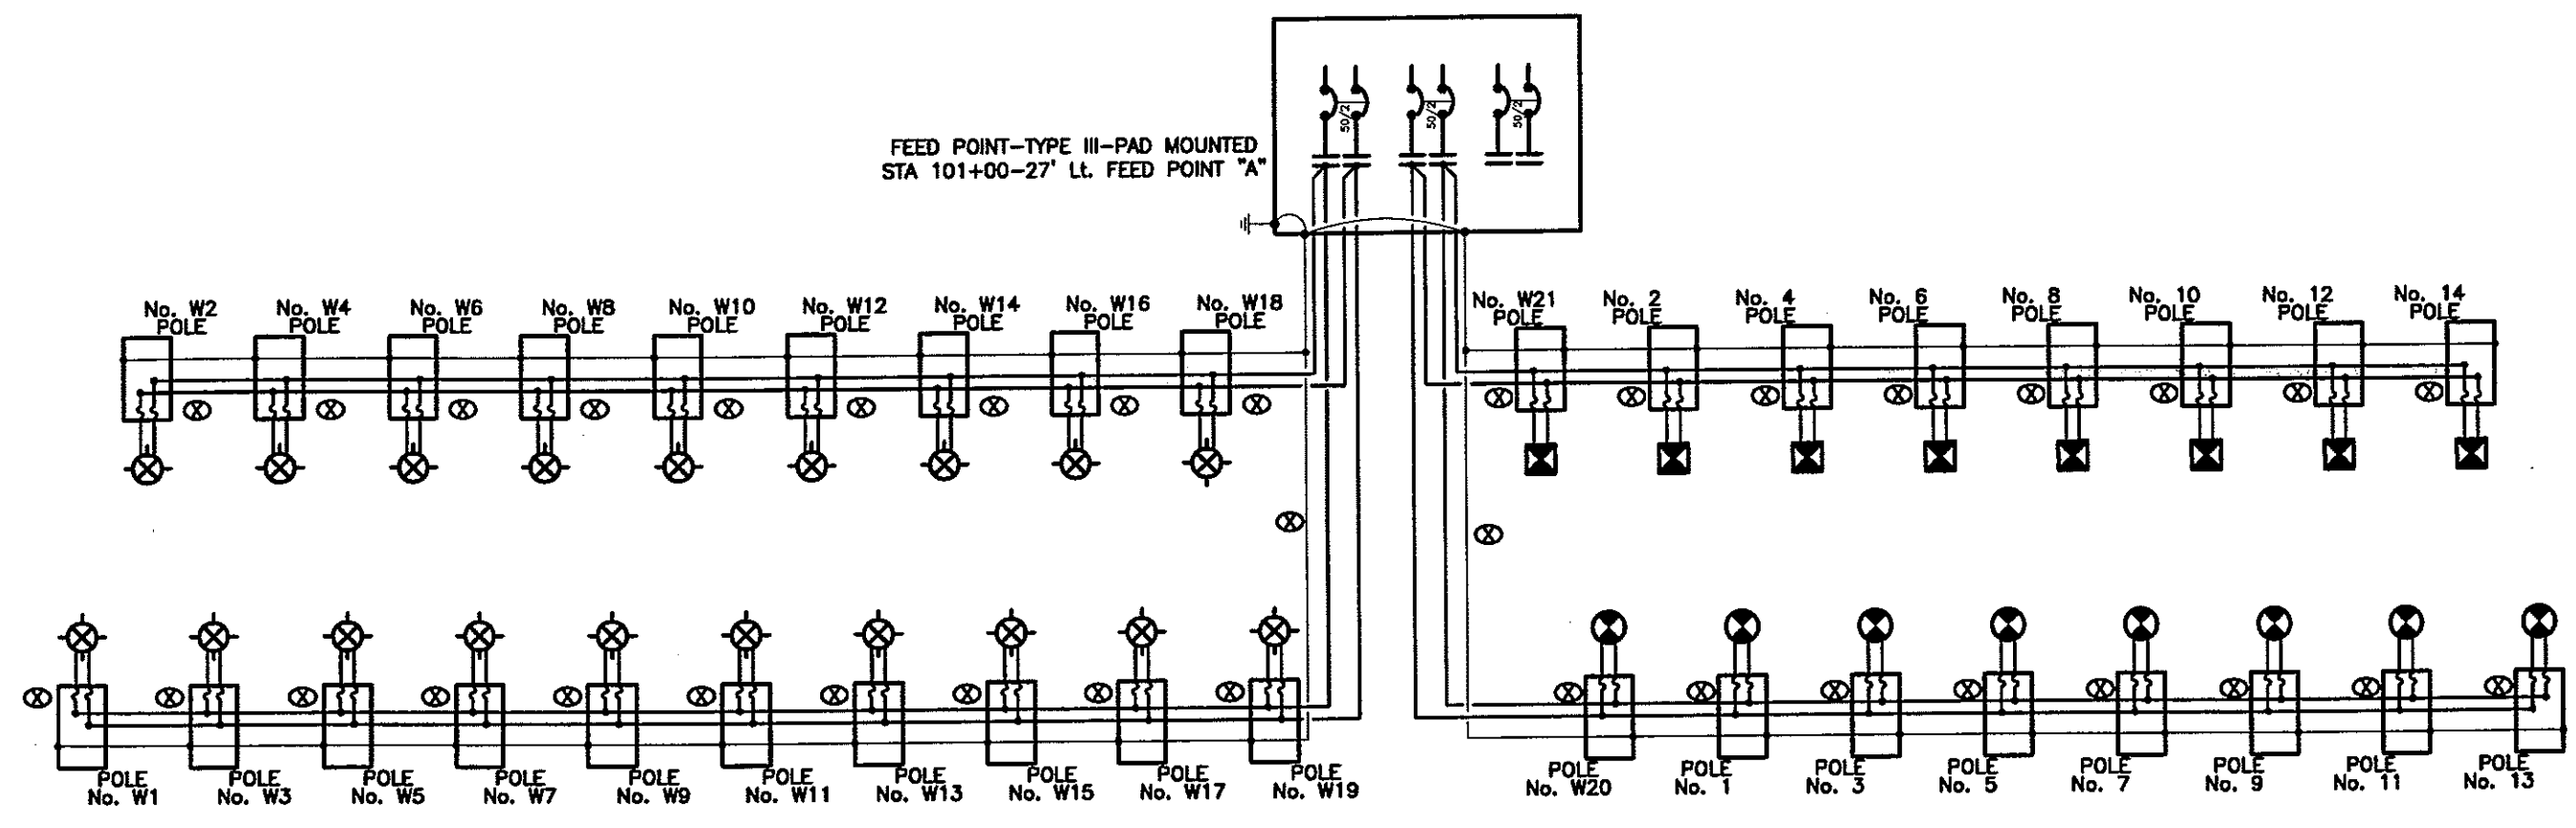 50/2 50/2 50/2
FEED POINT-TYPE III-PAD MOUNTED
STA 101+00-27' Lt. FEED POINT "A"
No. W2 No. W4 No. W6 No. W8 No. W10 No. W12 No. W14 No. W16 No. W18 No. W21 No. 2 No. 4 No. 6 No. 8 No. 10 No. 12 No. 14
POLE POLE POLE POLE POLE POLE POLE POLE POLE POLE POLE POLE POLE POLE POLE POLE POLE
X X X X X X X X X X X X X X X X X
X X
X X X X X X X X X X X X X X X X X X
POLE POLE POLE POLE POLE POLE POLE POLE POLE POLE POLE POLE POLE POLE POLE POLE POLE POLE
No. W1 No. W3 No. W5 No. W7 No. W9 No. W11 No. W13 No. W15 No. W17 No. W19 No. W20 No. 1 No. 3 No. 5 No. 7 No. 9 No. 11 No. 13